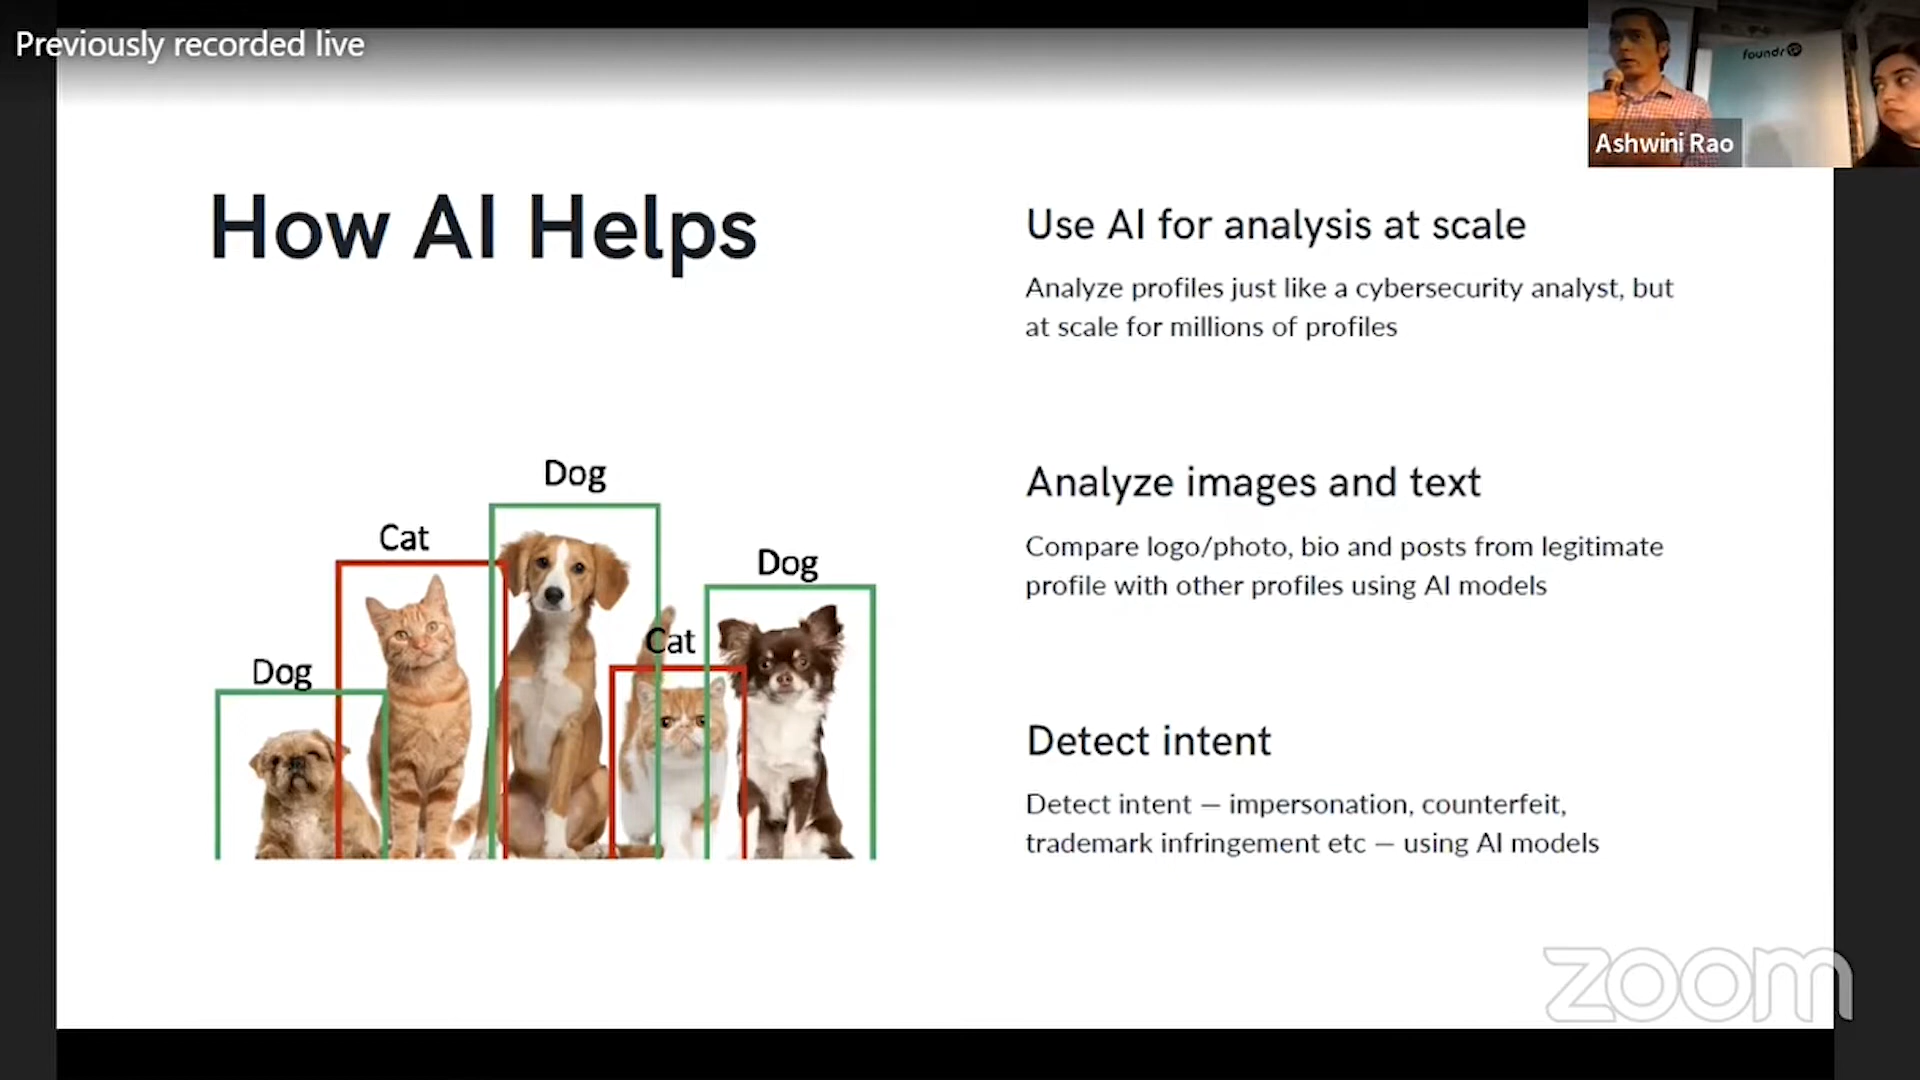 Previously recorded live
foundr
Ashwini Rao
How AI Helps
Dog
Cat
Dog
Cat
Dog
Use AI for analysis at scale
Analyze profiles just like a cybersecurity analyst, but
at scale for millions of profiles
Analyze images and text
Compare logo/photo, bio and posts from legitimate
profile with other profiles using AI models
Detect intent
Detect intent — impersonation, counterfeit,
trademark infringement etc — using AI models
zoom